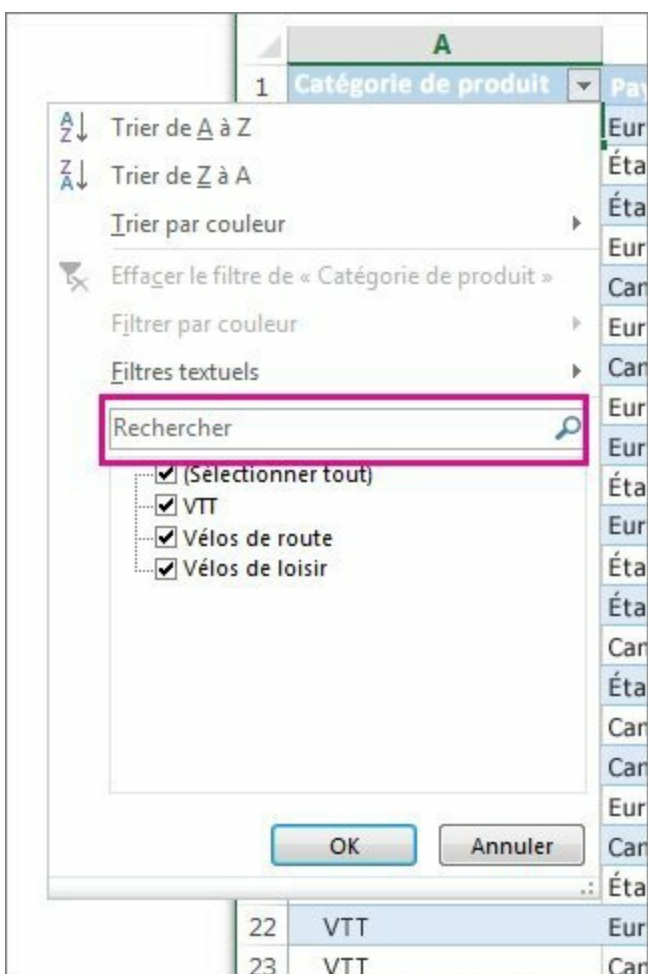 A
1 Catégorie de produit
Trier de A à Z
Trier de Z à A
Trier par couleur
Effacer le filtre de « Catégorie de produit »
Filtrer par couleur
Filtres textuels
Rechercher
(Sélectionner tout)
VTT
Vélos de route
Vélos de loisir
OK Annuler
22 VTT Eur
23 VTT Can